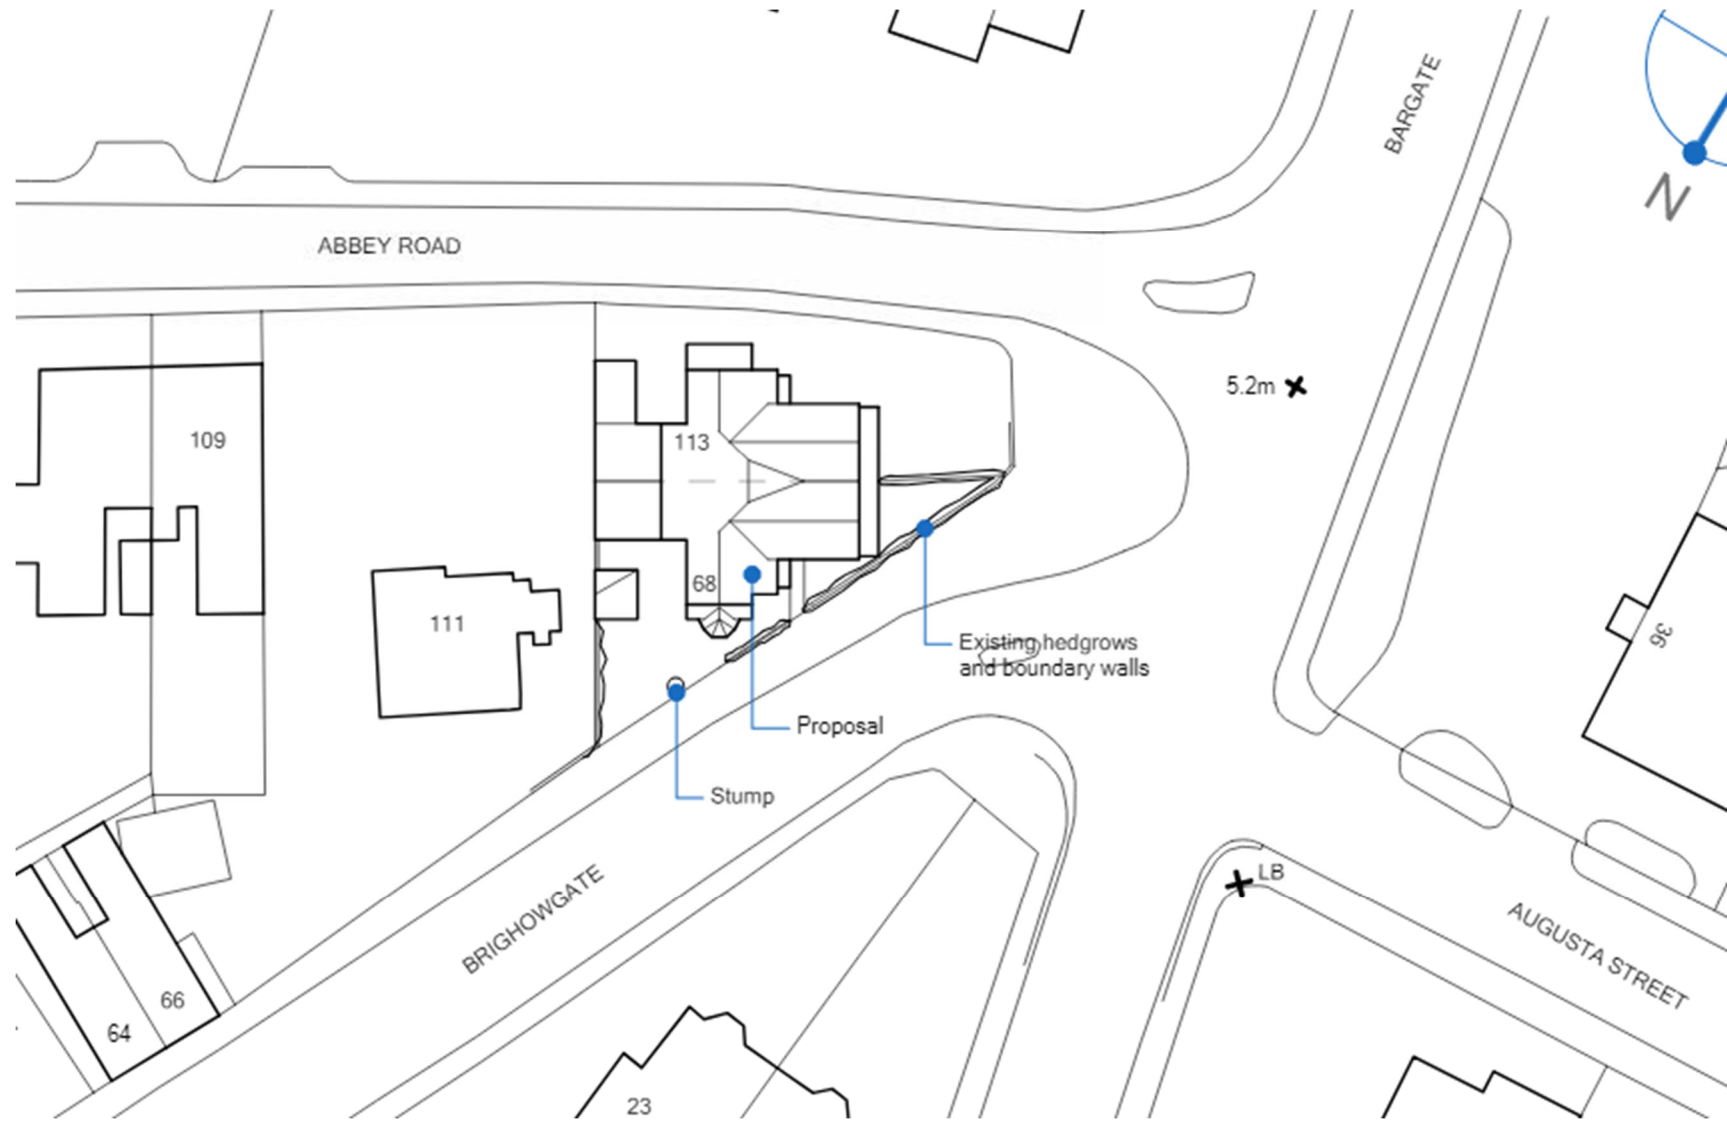 BARGATE
N
ABBEY ROAD
5.2m
109
113
68
111
36
Existing hedgrows
and boundary walls
Proposal
Stump
LB
BRIGHOWGATE
AUGUSTA STREET
66
64
23